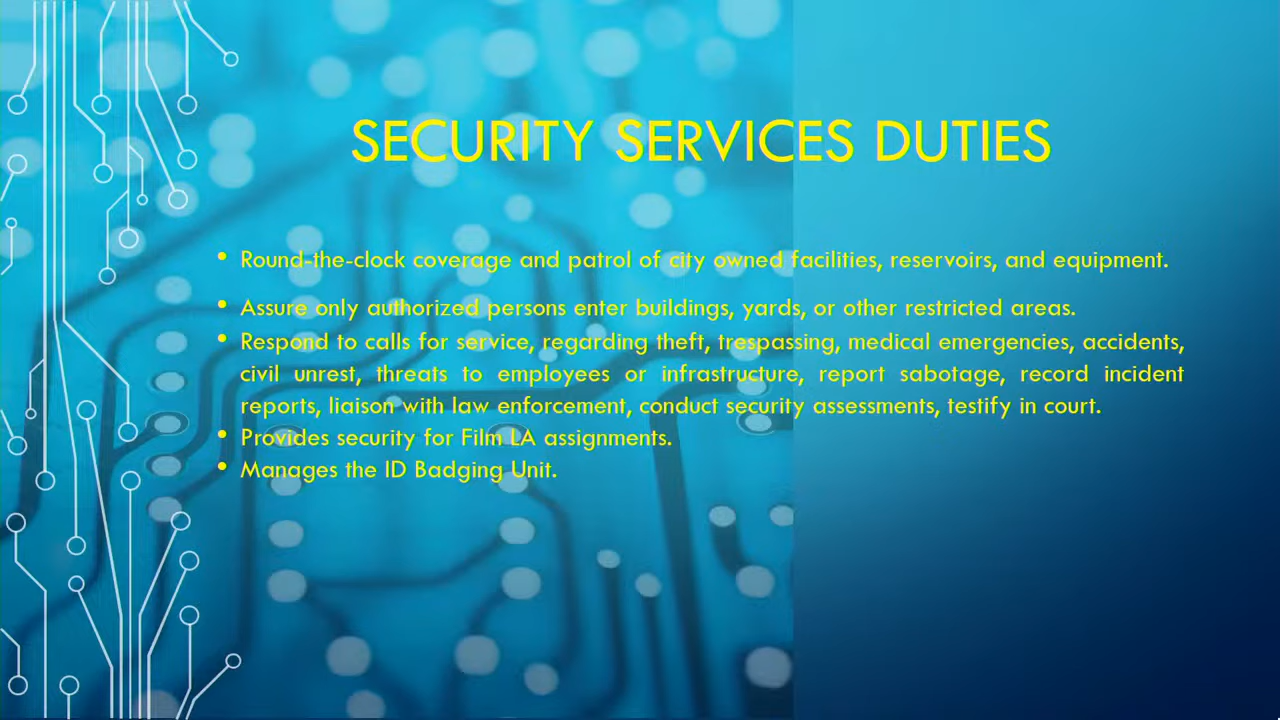 SECURITY SERVICES DUTIES
• Round-the-clock coverage and patrol of city owned facilities, reservoirs, and equipment.
• Assure only authorized persons enter buildings, yards, or other restricted areas.
• Respond to calls for service, regarding theft, trespassing, medical emergencies, accidents,
civil unrest, threats to employees or infrastructure, report sabotage, record incident
reports, liaison with law enforcement, conduct security assessments, testify in court.
• Provides security for Film LA assignments.
• Manages the ID Badging Unit.